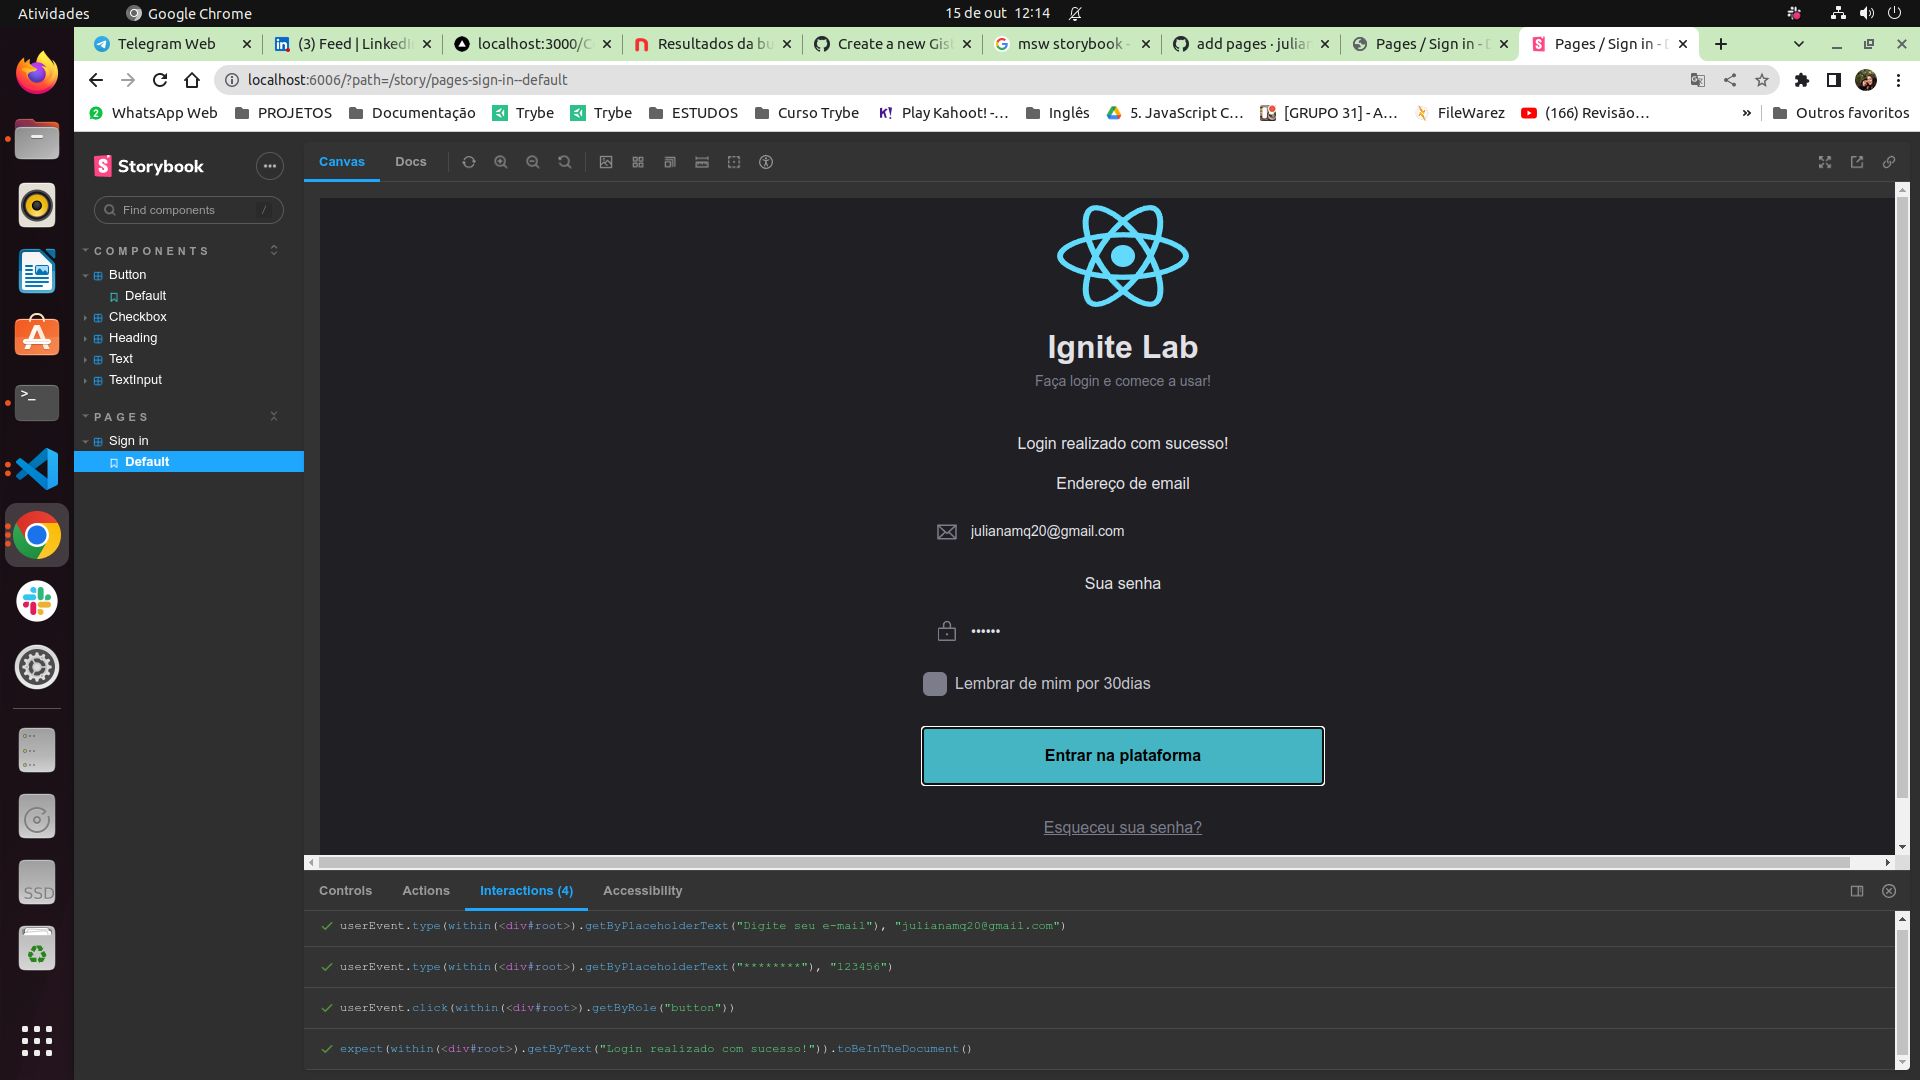 Atividades
Google Chrome
15 de out 12:14
Telegram Web
(3) Feed | LinkedI
localhost:3000/C
Resultados da bu
Create a new Gis
msw storybook -
add pages · julian
Pages / Sign in - D
Pages / Sign in - D
localhost:6006/?path=/story/pages-sign-in--default
WhatsApp Web
PROJETOS
Documentação
Trybe
Trybe
ESTUDOS
Curso Trybe
K!
Play Kahoot! -...
Inglês
5. JavaScript C...
[GRUPO 31] - A...
FileWarez
(166) Revisão...
»
Outros favoritos
Storybook
Find components
/
COMPONENTS
Button
Default
Checkbox
Heading
Text
TextInput
PAGES
Sign in
Default
Canvas
Docs
Ignite Lab
Faça login e comece a usar!
Login realizado com sucesso!
Endereço de email
julianamq20@gmail.com
Sua senha
••••••
Lembrar de mim por 30dias
Entrar na plataforma
Esqueceu sua senha?
Controls
Actions
Interactions (4)
Accessibility
userEvent.type(within(<div#root>).getByPlaceholderText("Digite seu e-mail"), "julianamq20@gmail.com")
userEvent.type(within(<div#root>).getByPlaceholderText("********"), "123456")
userEvent.click(within(<div#root>).getByRole("button"))
expect(within(<div#root>).getByText("Login realizado com sucesso!")).toBeInTheDocument()
SSD